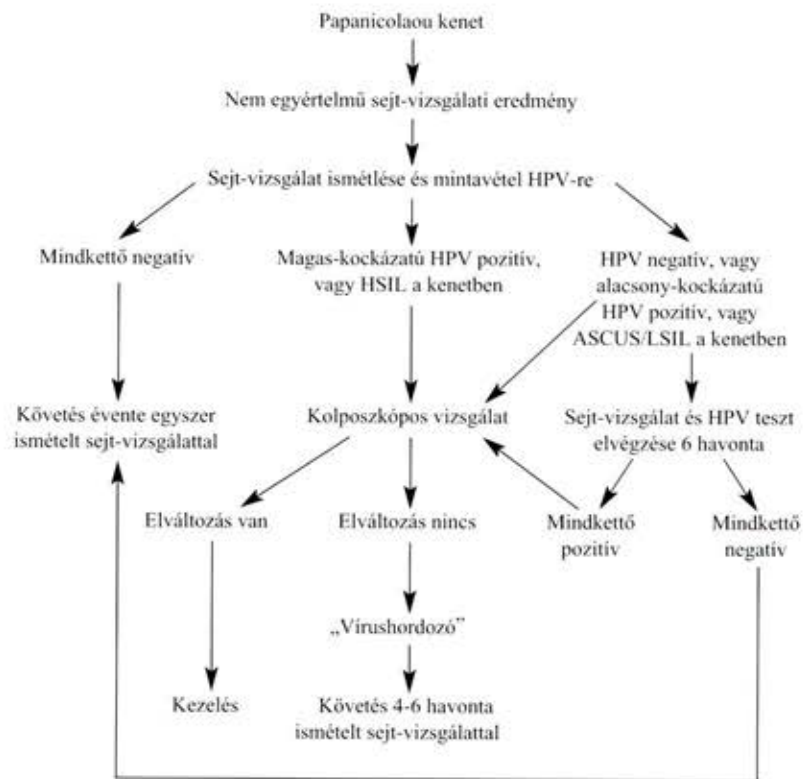 Papanicolaou kenet
Nem egyértelmű sejt-vizsgálati eredmény
Sejt-vizsgálat ismétlése és mintavétel HPV-re
Mindkettő negatív
Magas-kockázatú HPV pozitív,
vagy HSIL a kenetben
HPV negatív, vagy
alacsony-kockázatú
HPV pozitív, vagy
ASCUS/LSIL a kenetben
Követés évente egyszer
ismételt sejt-vizsgálattal
Kolposzkópos vizsgálat
Sejt-vizsgálat és HPV teszt
elvégzése 6 havonta
Elváltozás van
Elváltozás nincs
Mindkettő
pozitív
Mindkettő
negatív
„Vírushordozó”
Kezelés
Követés 4-6 havonta
ismételt sejt-vizsgálattal